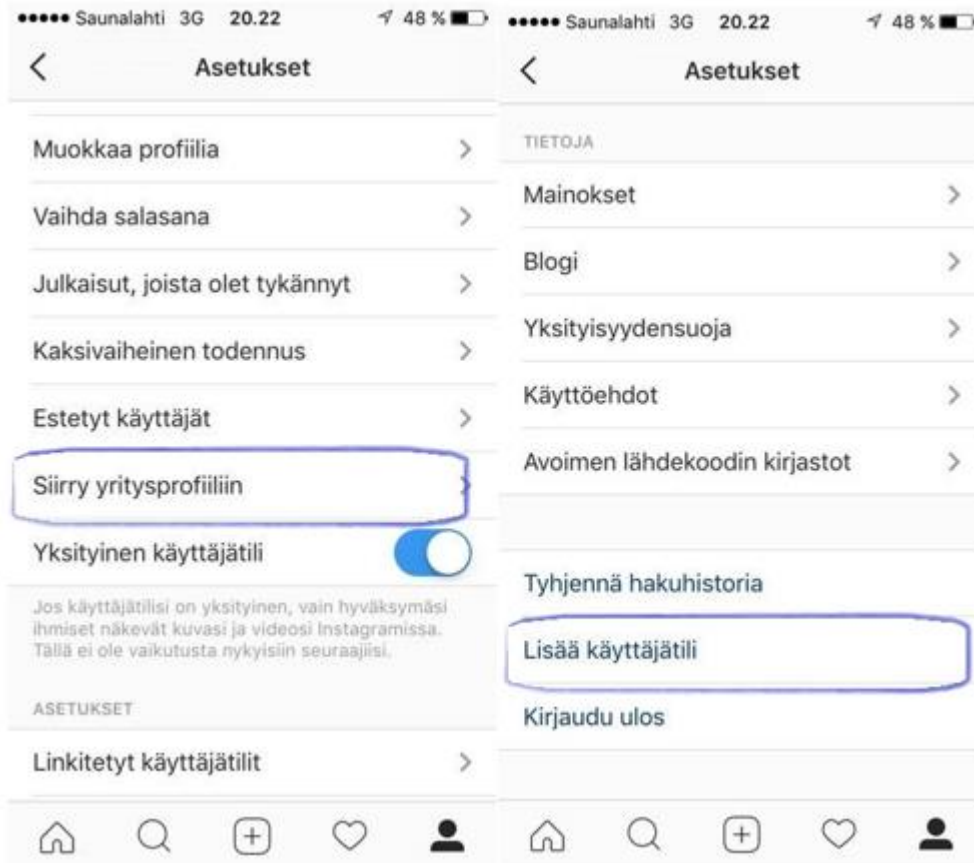 Saunalahti 3G 20.22 48 %
Asetukset
Muokkaa profiilia
Vaihda salasana
Julkaisut, joista olet tykännyt
Kaksivaiheinen todennus
Estetyt käyttäjät
Siirry yritysprofiiliin
Yksityinen käyttäjätili
Jos käyttäjätilisi on yksityinen, vain hyväksymäsi
ihmiset näkevät kuvasi ja videosi Instagramissa.
Tällä ei ole vaikutusta nykyisiin seuraajiisi.
ASETUKSET
Linkitetyt käyttäjätilit
Saunalahti 3G 20.22 48 %
Asetukset
TIETOJA
Mainokset
Blogi
Yksityisyydensuoja
Käyttöehdot
Avoimen lähdekoodin kirjastot
Tyhjennä hakuhistoria
Lisää käyttäjätili
Kirjaudu ulos